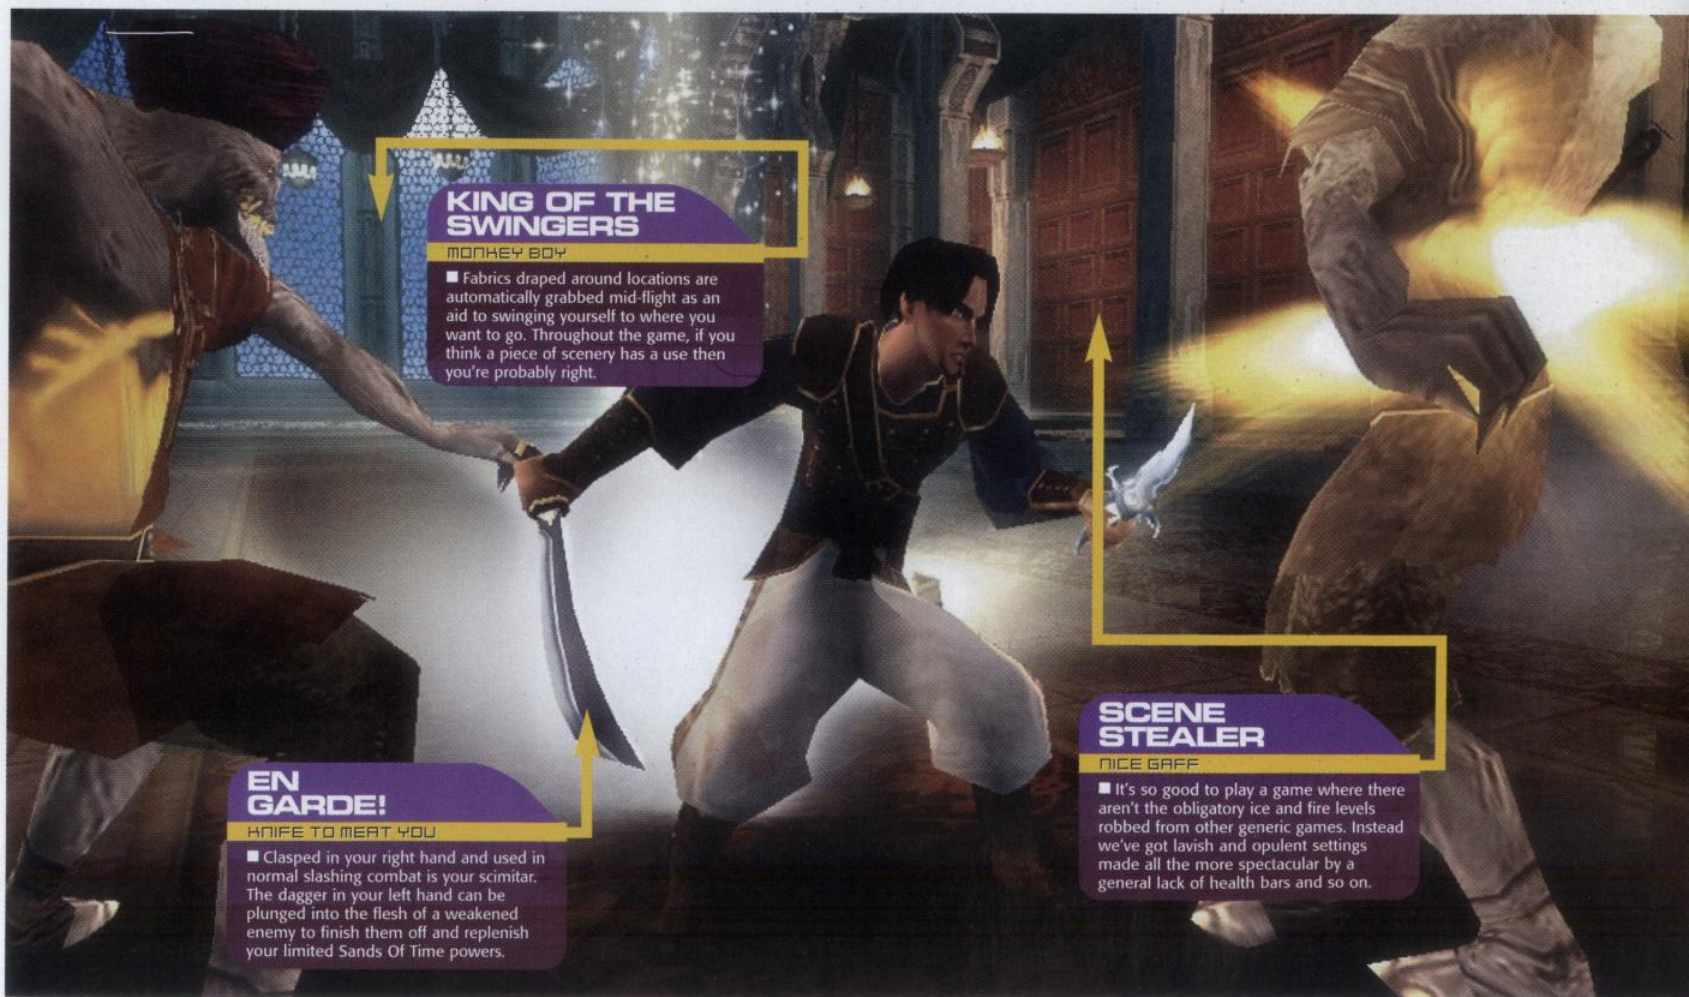 KING OF THE
SWINGERS
MONKEY BOY
■ Fabrics draped around locations are
automatically grabbed mid-flight as an
aid to swinging yourself to where you
want to go. Throughout the game, if you
think a piece of scenery has a use then
you're probably right.
EN
GARDE!
KNIFE TO MEAT YOU
■ Clasped in your right hand and used in
normal slashing combat is your scimitar.
The dagger in your left hand can be
plunged into the flesh of a weakened
enemy to finish them off and replenish
your limited Sands Of Time powers.
SCENE
STEALER
NICE GAFF
■ It's so good to play a game where there
aren't the obligatory ice and fire levels
robbed from other generic games. Instead
we've got lavish and opulent settings
made all the more spectacular by a
general lack of health bars and so on.